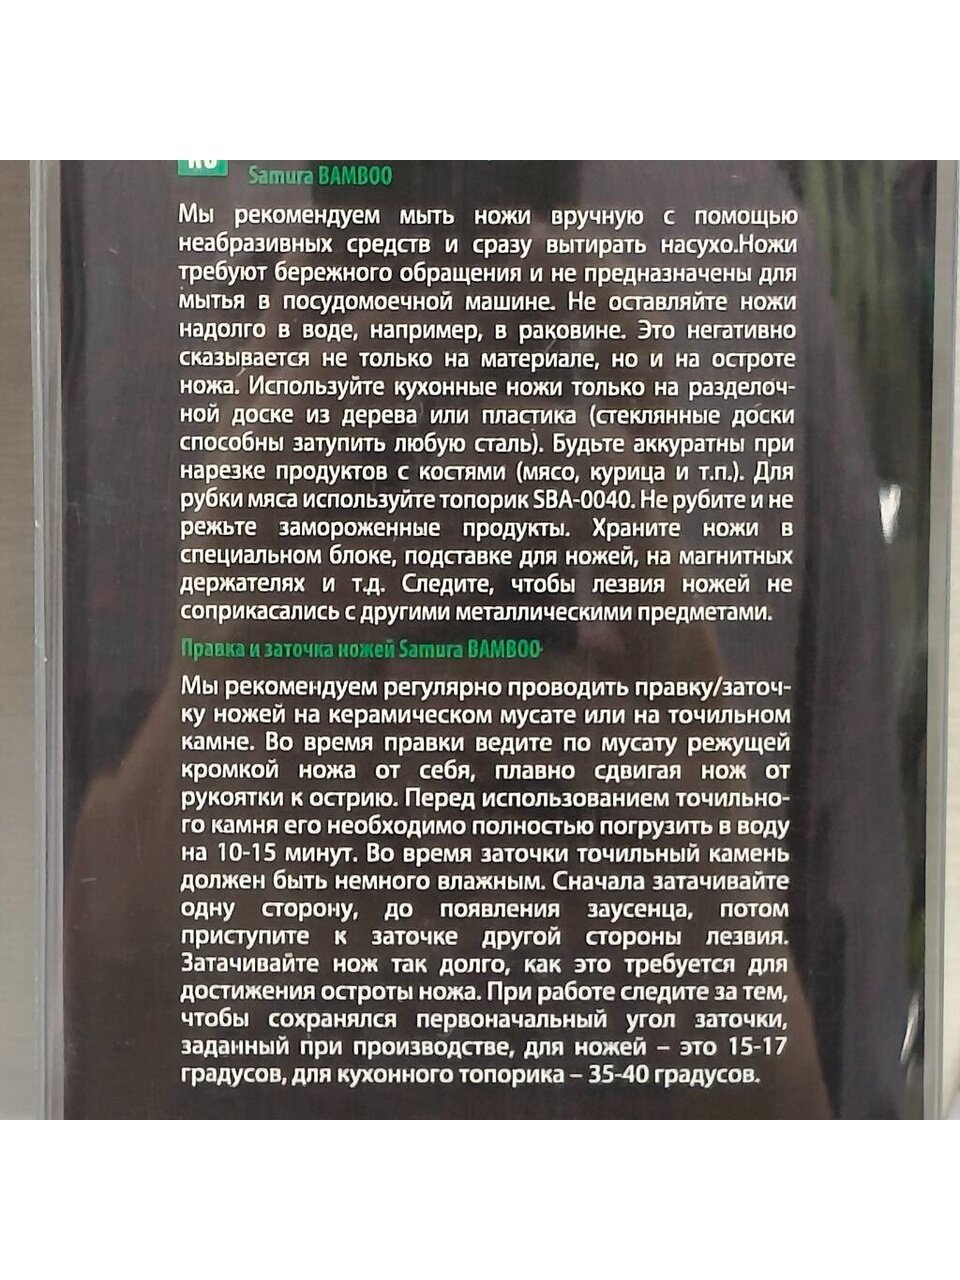 RU
Samura BAMBOO
Мы рекомендуем мыть ножи вручную с помощью
неабразивных средств и сразу вытирать насухо.Ножи
требуют бережного обращения и не предназначены для
мытья в посудомоечной машине. Не оставляйте ножи
надолго в воде, например, в раковине. Это негативно
сказывается не только на материале, но и на остроте
ножа. Используйте кухонные ножи только на разделоч-
ной доске из дерева или пластика (стеклянные доски
способны затупить любую сталь). Будьте аккуратны при
нарезке продуктов с костями (мясо, курица и т.п.). Для
рубки мяса используйте топорик SBA-0040. Не рубите и не
режьте замороженные продукты. Храните ножи в
специальном блоке, подставке для ножей, на магнитных
держателях и т.д. Следите, чтобы лезвия ножей не
соприкасались с другими металлическими предметами.
Правка и заточка ножей Samura BAMBOO
Мы рекомендуем регулярно проводить правку/заточ-
ку ножей на керамическом мусате или на точильном
камне. Во время правки ведите по мусату режущей
кромкой ножа от себя, плавно сдвигая нож от
рукоятки к острию. Перед использованием точильно-
го камня его необходимо полностью погрузить в воду
на 10-15 минут. Во время заточки точильный камень
должен быть немного влажным. Сначала затачивайте
одну сторону, до появления заусенца, потом
приступите к заточке другой стороны лезвия.
Затачивайте нож так долго, как это требуется для
достижения остроты ножа. При работе следите за тем,
чтобы сохранялся первоначальный угол заточки,
заданный при производстве, для ножей – это 15-17
градусов, для кухонного топорика – 35-40 градусов.